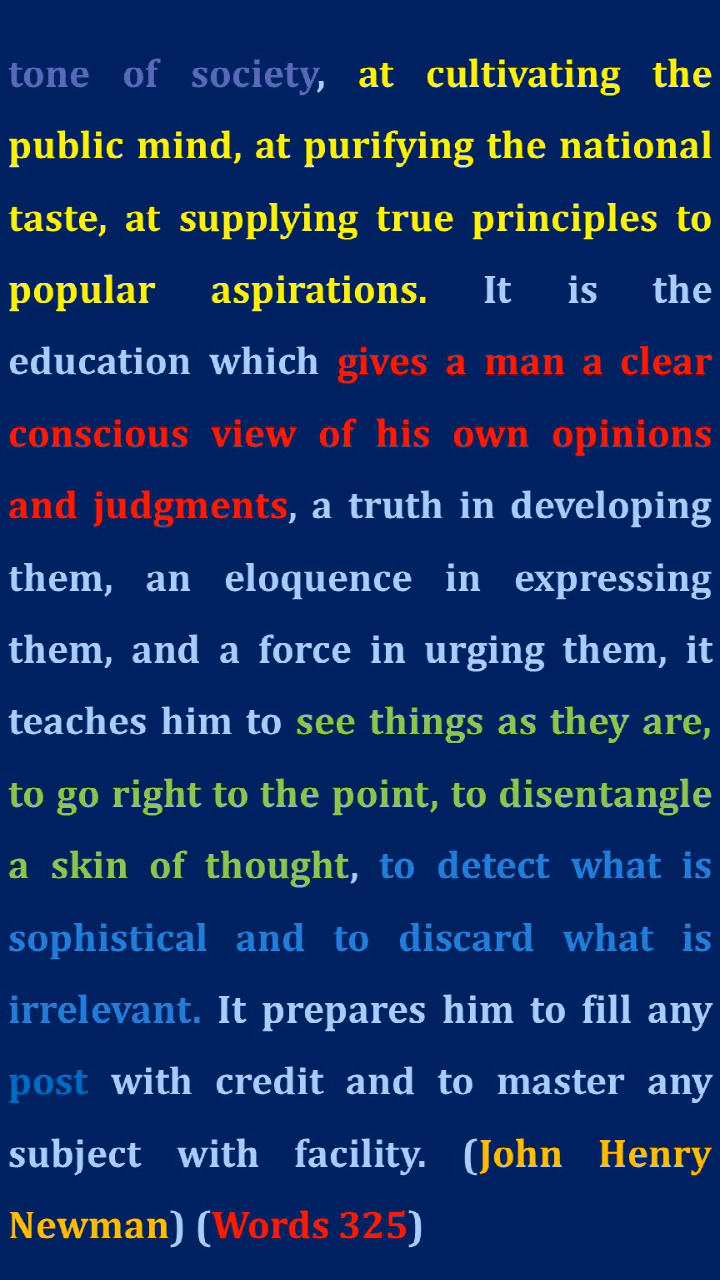 tone of society, at cultivating the
public mind, at purifying the national
taste, at supplying true principles to
popular aspirations. It is the
education which gives a man a clear
conscious view of his own opinions
and judgments, a truth in developing
them, an eloquence in expressing
them, and a force in urging them, it
teaches him to see things as they are,
to go right to the point, to disentangle
a skin of thought, to detect what is
sophistical and to discard what is
irrelevant. It prepares him to fill any
post with credit and to master any
subject with facility. (John Henry
Newman) (Words 325)